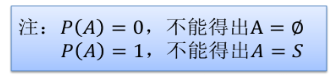 注：P(A) = 0，不能得出A = ∅
P(A) = 1，不能得出A = S